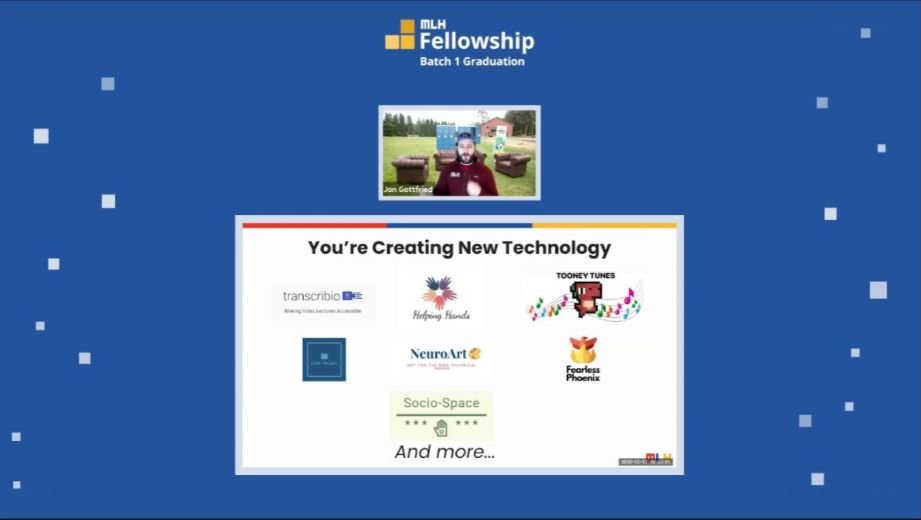 MLH
Fellowship
Batch 1 Graduation
MLH
Jon Gottfried
You're Creating New Technology
transcribio
Making Video Lectures Accessible
Helping Hands
TOONEY TUNES
NeuroArt
ART FOR THE NON-TECHNICAL
Fearless
Phoenix
Socio-Space
And more...
MLH